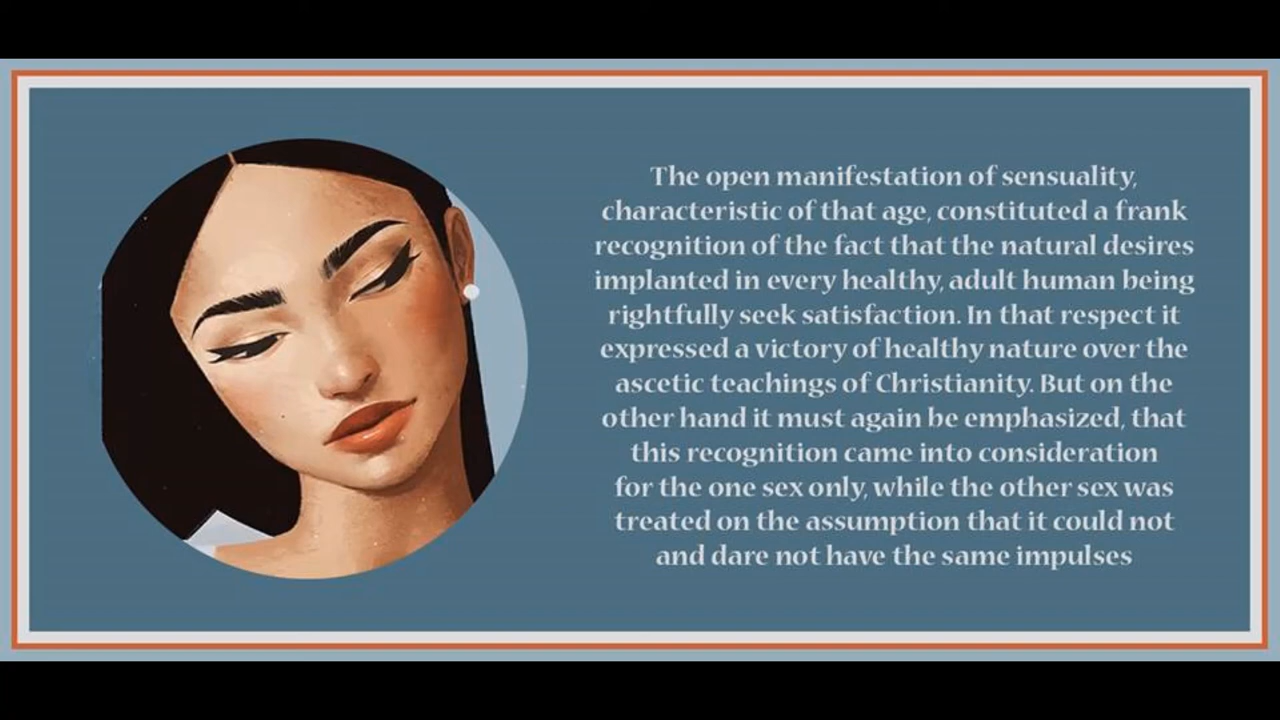 The open manifestation of sensuality,
characteristic of that age, constituted a frank
recognition of the fact that the natural desires
implanted in every healthy, adult human being
rightfully seek satisfaction. In that respect it
expressed a victory of healthy nature over the
ascetic teachings of Christianity. But on the
other hand it must again be emphasized, that
this recognition came into consideration
for the one sex only, while the other sex was
treated on the assumption that it could not
and dare not have the same impulses